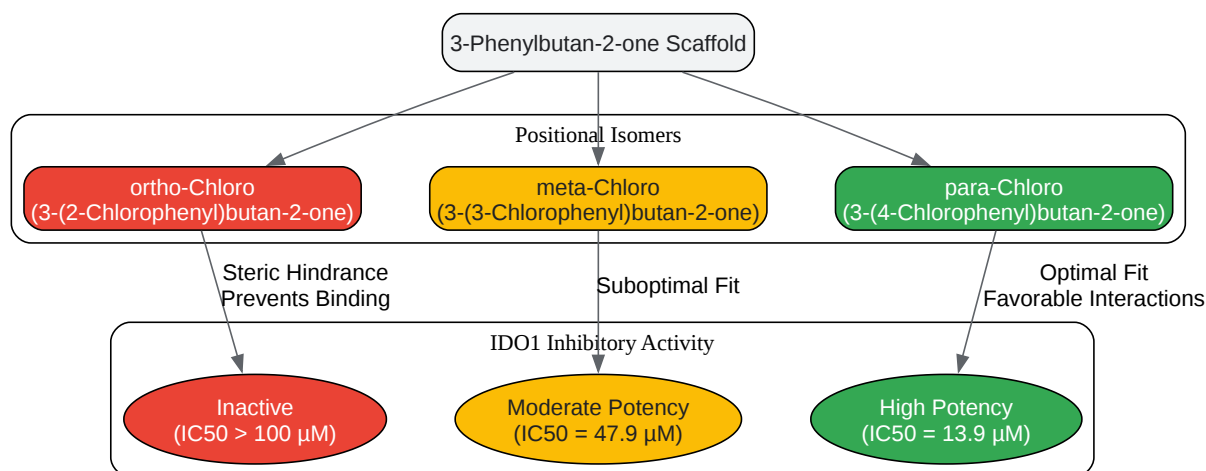 3-Phenylbutan-2-one Scaffold
Positional Isomers
ortho-Chloro
(3-(2-Chlorophenyl)butan-2-one)
meta-Chloro
(3-(3-Chlorophenyl)butan-2-one)
para-Chloro
(3-(4-Chlorophenyl)butan-2-one)
Steric Hindrance
Prevents Binding
Suboptimal Fit
Optimal Fit
Favorable Interactions
IDO1 Inhibitory Activity
Inactive
(IC50 > 100 µM)
Moderate Potency
(IC50 = 47.9 µM)
High Potency
(IC50 = 13.9 µM)